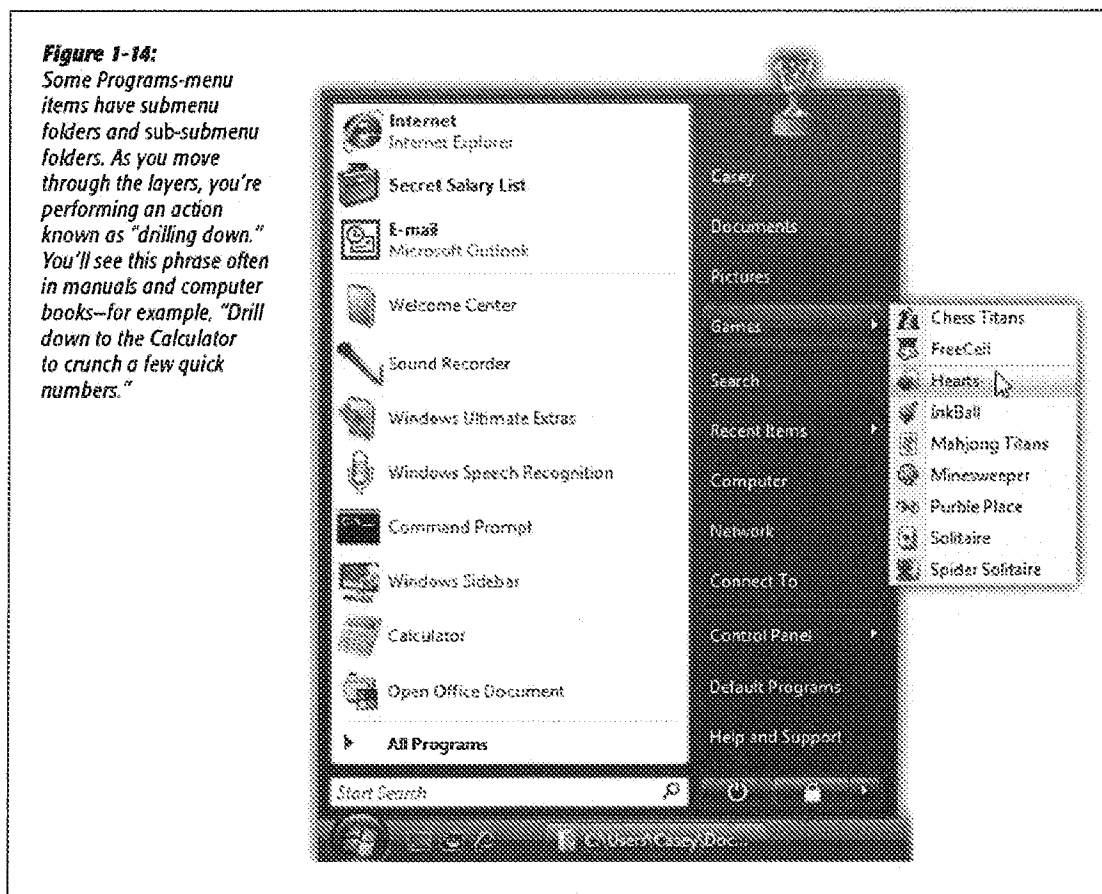 Figure 1-14:
Some Programs-menu
items have submenu
folders and sub-submenu
folders. As you move
through the layers, you're
performing an action
known as "drilling down."
You'll see this phrase often
in manuals and computer
books—for example, "Drill
down to the Calculator
to crunch a few quick
numbers."
Internet
Internet Explorer
Secret Salary List
E-mail
Microsoft Outlook
Welcome Center
Sound Recorder
Windows Ultimate Extras
Windows Speech Recognition
Command Prompt
Windows Sidebar
Calculator
Open Office Document
All Programs
Start Search
Casey
Documents
Pictures
Games
Search
Recent Items
Computer
Network
Connect To
Control Panel
Default Programs
Help and Support
Chess Titans
FreeCell
Hearts
InkBall
Mahjong Titans
Minesweeper
Purble Place
Solitaire
Spider Solitaire
C:\Users\Casey\Doc...